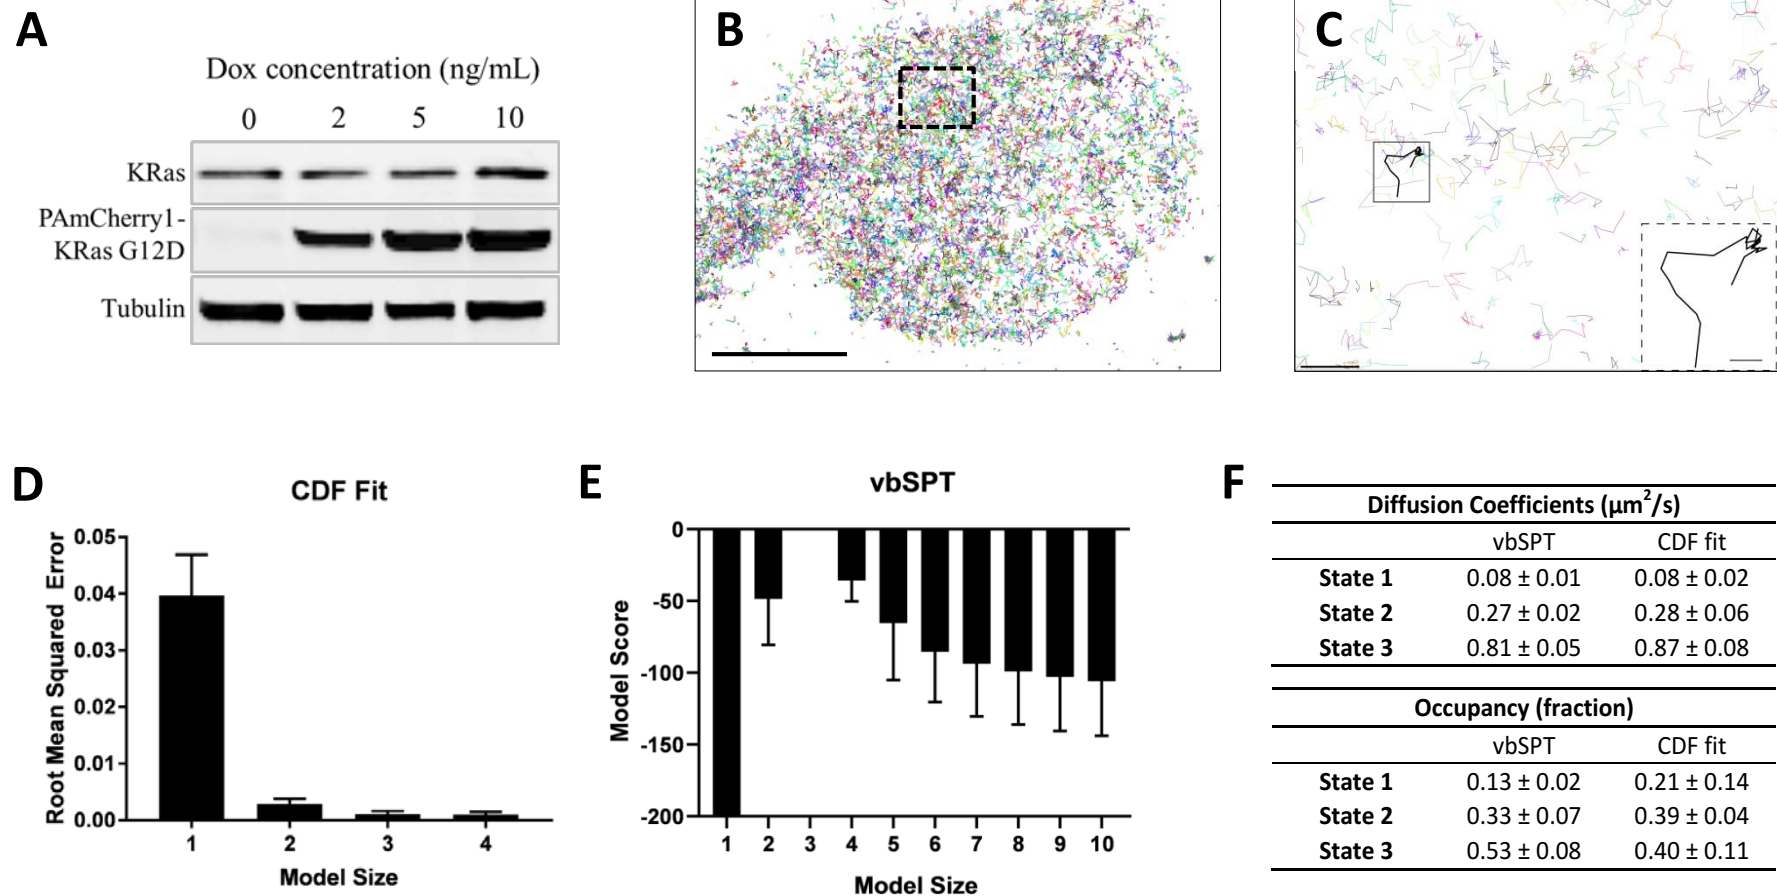 A
Dox concentration (ng/mL)
0 2 5 10
KRas
PAmCherry1-
KRas G12D
Tubulin
B
C
D
CDF Fit
Root Mean Squared Error
0.05
0.04
0.03
0.02
0.01
0.00
1 2 3 4
Model Size
E
vbSPT
Model Score
0
-50
-100
-150
-200
1 2 3 4 5 6 7 8 9 10
Model Size
F
Diffusion Coefficients (µm²/s)
vbSPT CDF fit
State 1 0.08 ± 0.01 0.08 ± 0.02
State 2 0.27 ± 0.02 0.28 ± 0.06
State 3 0.81 ± 0.05 0.87 ± 0.08
Occupancy (fraction)
vbSPT CDF fit
State 1 0.13 ± 0.02 0.21 ± 0.14
State 2 0.33 ± 0.07 0.39 ± 0.04
State 3 0.53 ± 0.08 0.40 ± 0.11